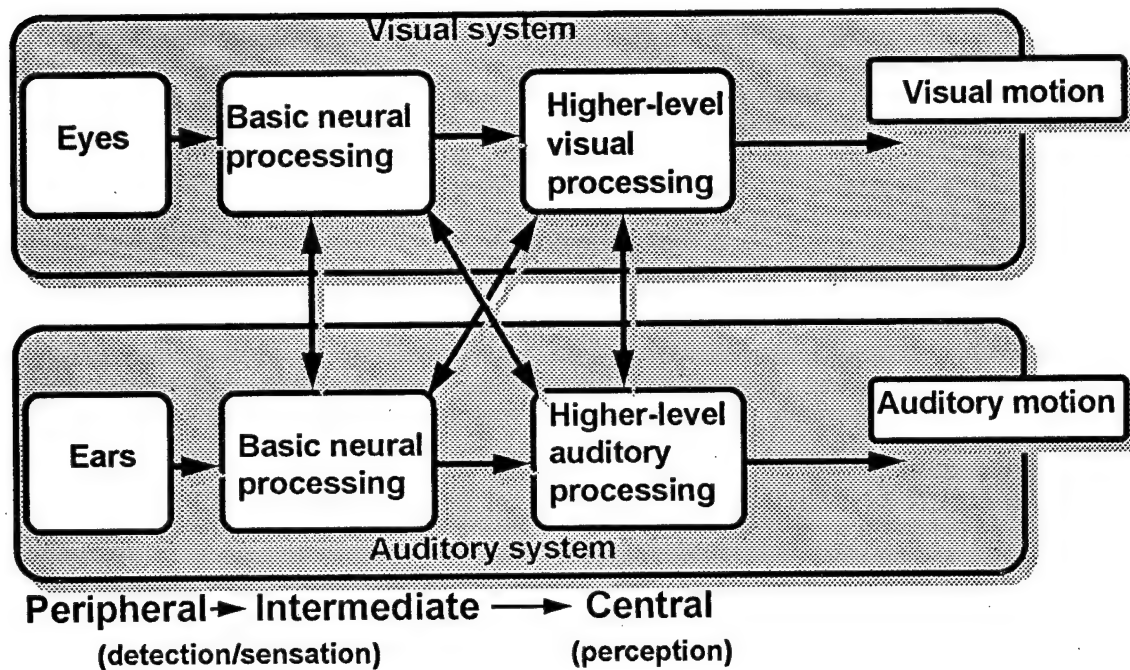 Visual system
Eyes
Basic neural
processing
Higher-level
visual
processing
Visual motion
Ears
Basic neural
processing
Higher-level
auditory
processing
Auditory motion
Auditory system
Peripheral Intermediate Central
(detection/sensation) (perception)